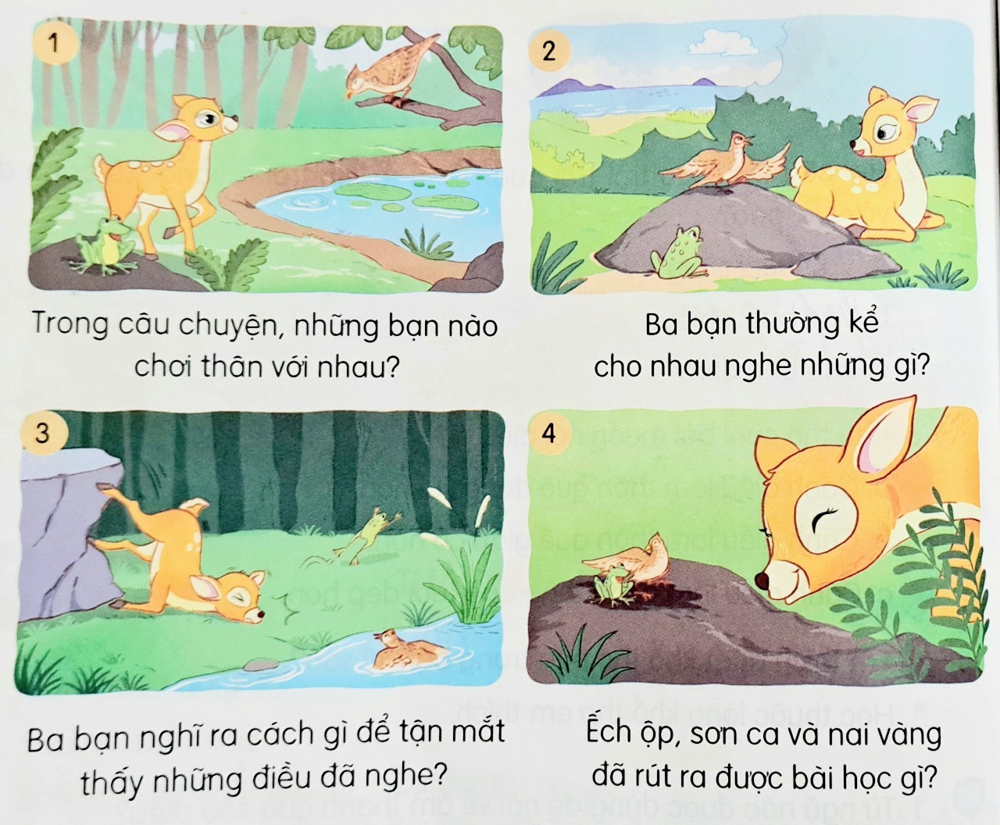 1
2
Trong câu chuyện, những bạn nào
chơi thân với nhau?
Ba bạn thường kể
cho nhau nghe những gì?
3
4
Ba bạn nghĩ ra cách gì để tận mắt
thấy những điều đã nghe?
Ếch ộp, sơn ca và nai vàng
đã rút ra được bài học gì?